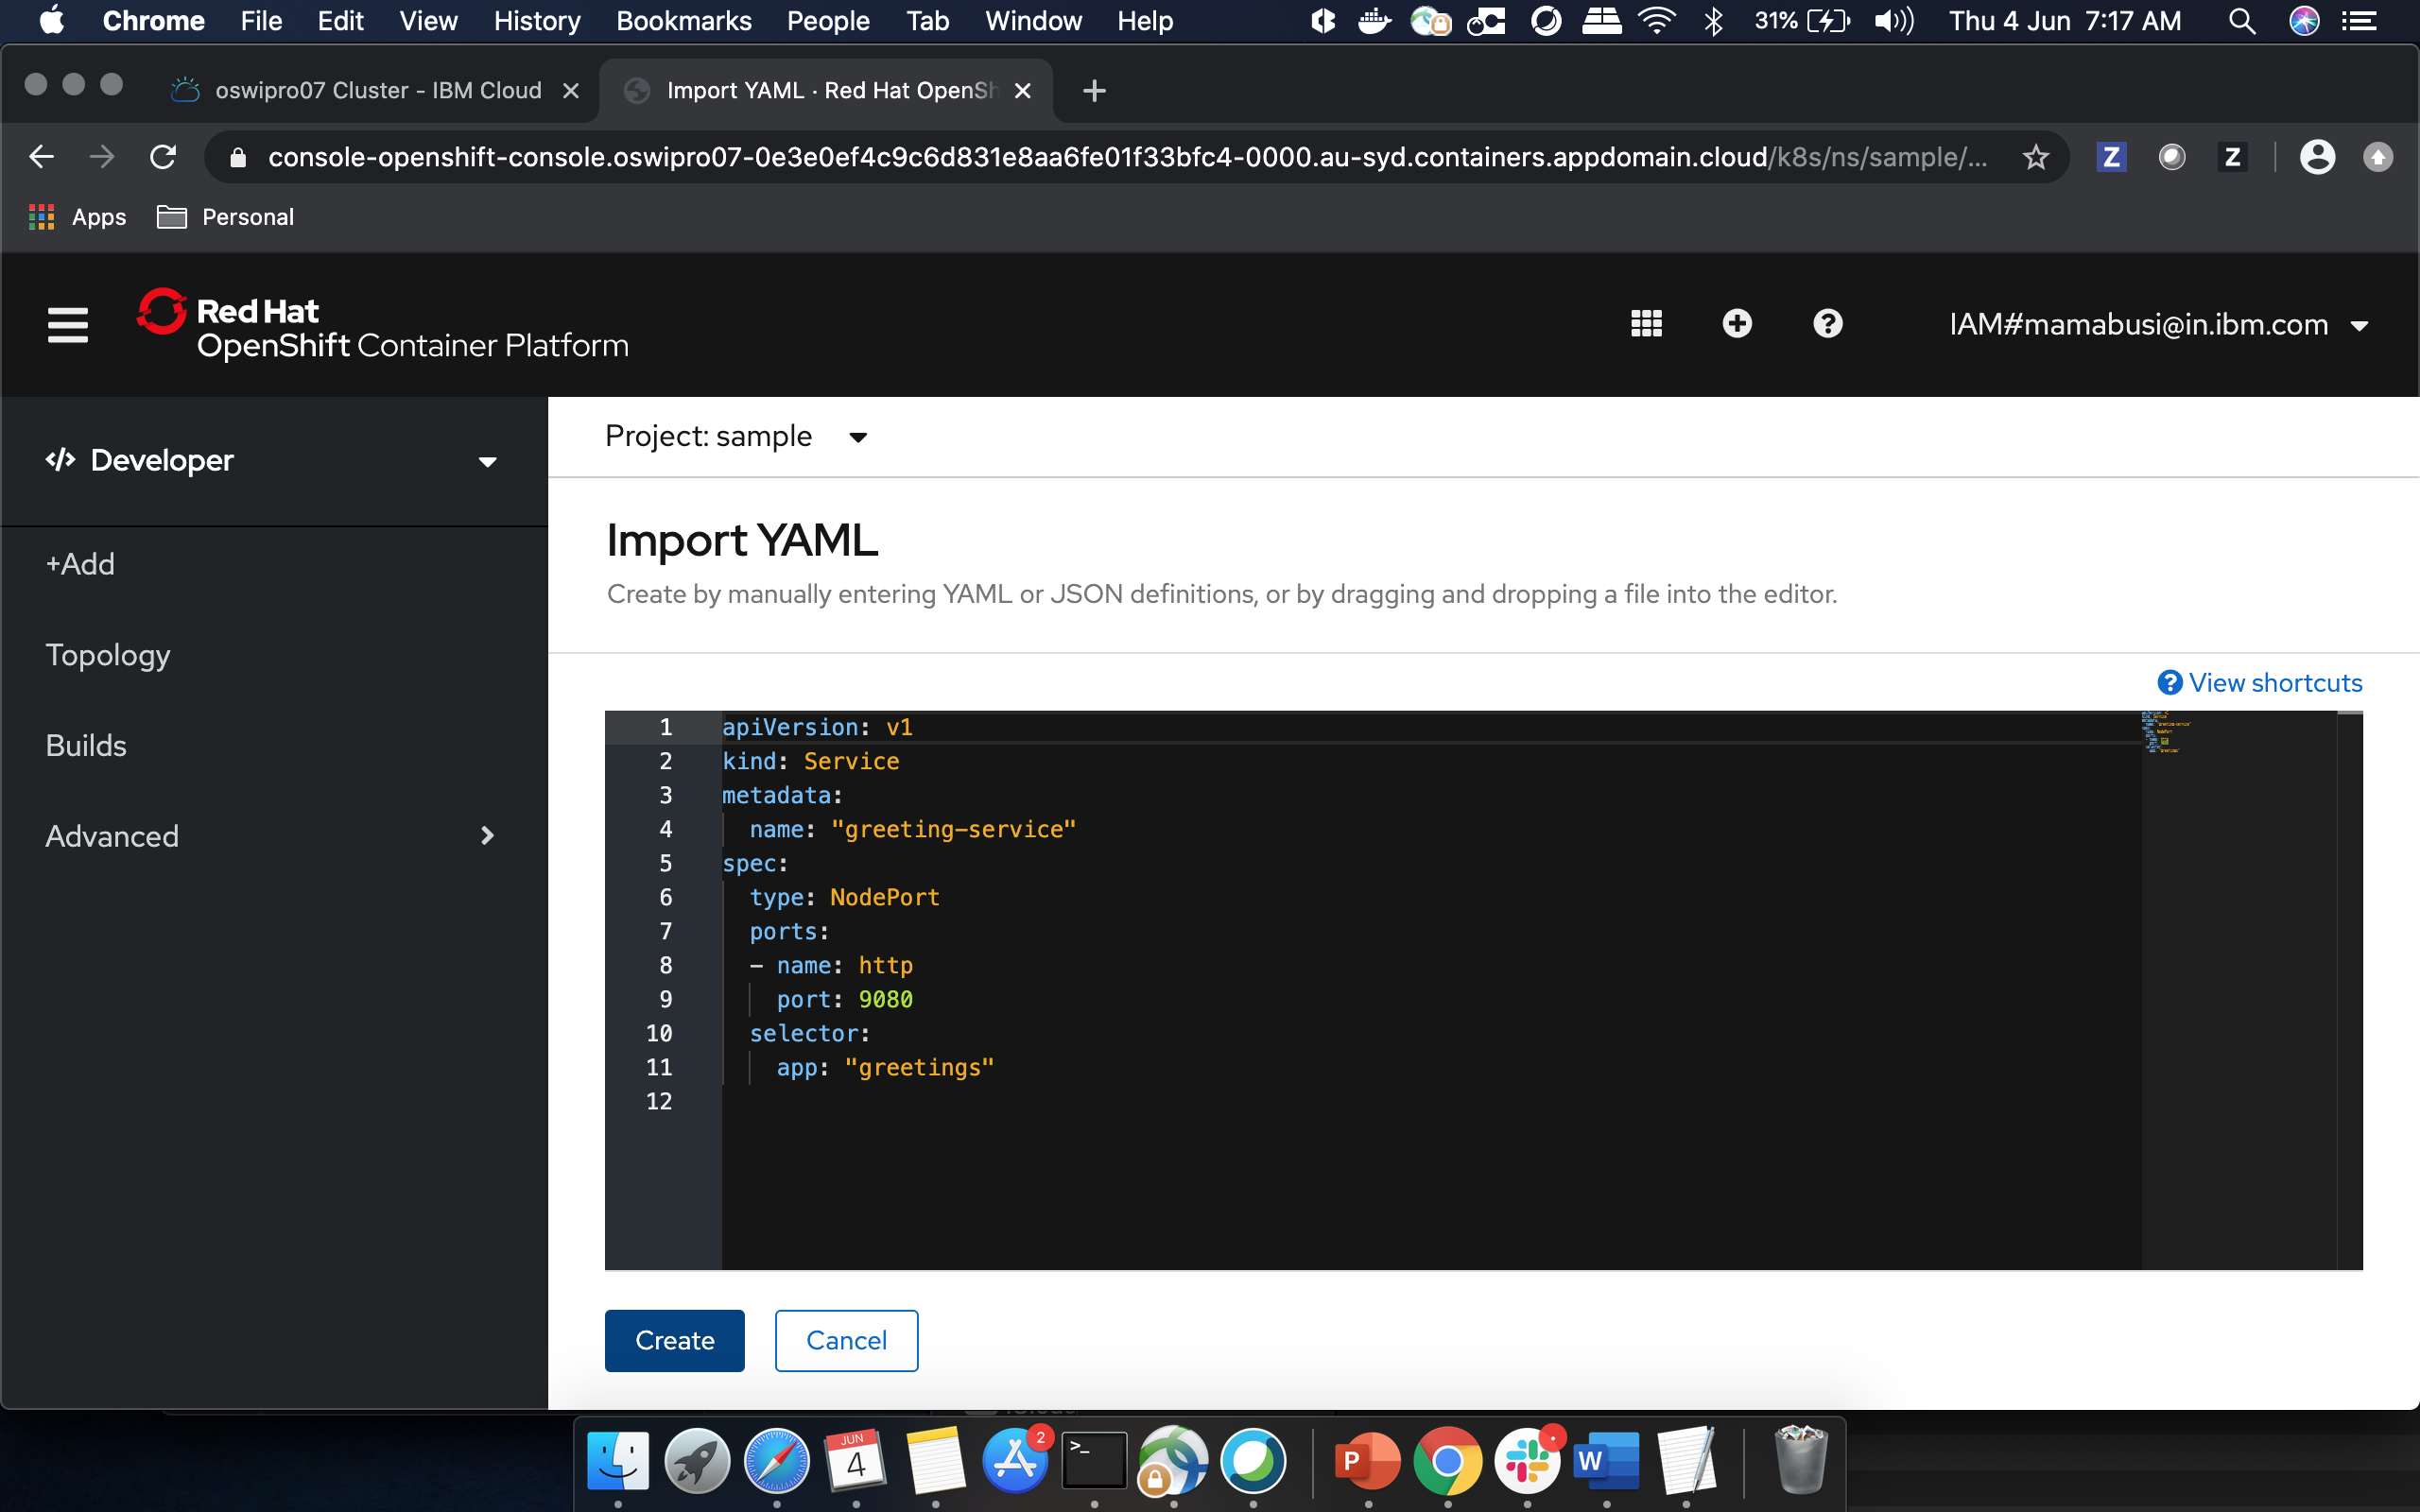 Chrome File Edit View History Bookmarks People Tab Window Help 31% Thu 4 Jun 7:17 AM
oswipro07 Cluster - IBM Cloud Import YAML · Red Hat OpenSh
console-openshift-console.oswipro07-0e3e0ef4c9c6d831e8aa6fe01f33bfc4-0000.au-syd.containers.appdomain.cloud/k8s/ns/sample/... Z Z
Apps Personal
Red Hat
OpenShift Container Platform
IAM#mamabusi@in.ibm.com
Developer
+Add
Topology
Builds
Advanced
Project: sample
Import YAML
Create by manually entering YAML or JSON definitions, or by dragging and dropping a file into the editor.
View shortcuts
1 apiVersion: v1
2 kind: Service
3 metadata:
4 name: "greeting-service"
5 spec:
6 type: NodePort
7 ports:
8 - name: http
9 port: 9080
10 selector:
11 app: "greetings"
12
Create Cancel
JUN
4
2
>_
P
W